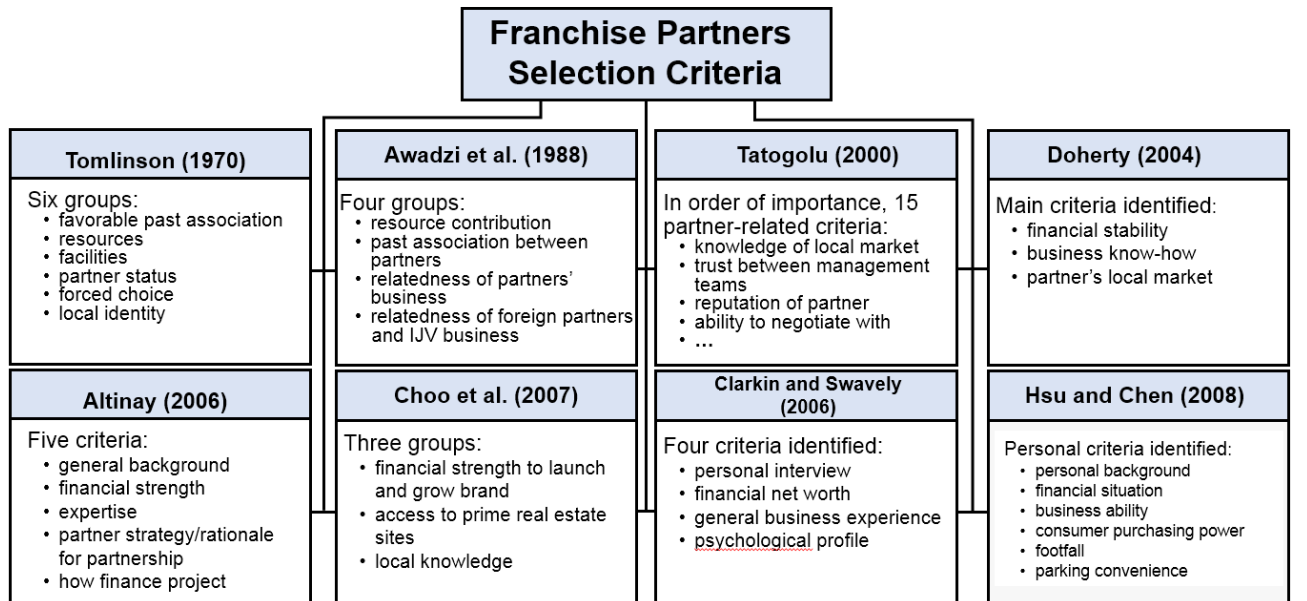 Franchise Partners
Selection Criteria
Tomlinson (1970)
Six groups:
• favorable past association
• resources
• facilities
• partner status
• forced choice
• local identity
Awadzi et al. (1988)
Four groups:
• resource contribution
• past association between
partners
• relatedness of partners’
business
• relatedness of foreign partners
and IJV business
Tatogolu (2000)
In order of importance, 15
partner-related criteria:
• knowledge of local market
• trust between management
teams
• reputation of partner
• ability to negotiate with
• ...
Doherty (2004)
Main criteria identified:
• financial stability
• business know-how
• partner’s local market
Altinay (2006)
Five criteria:
• general background
• financial strength
• expertise
• partner strategy/rationale
for partnership
• how finance project
Choo et al. (2007)
Three groups:
• financial strength to launch
and grow brand
• access to prime real estate
sites
• local knowledge
Clarkin and Swavely
(2006)
Four criteria identified:
• personal interview
• financial net worth
• general business experience
• psychological profile
Hsu and Chen (2008)
Personal criteria identified:
• personal background
• financial situation
• business ability
• consumer purchasing power
• footfall
• parking convenience